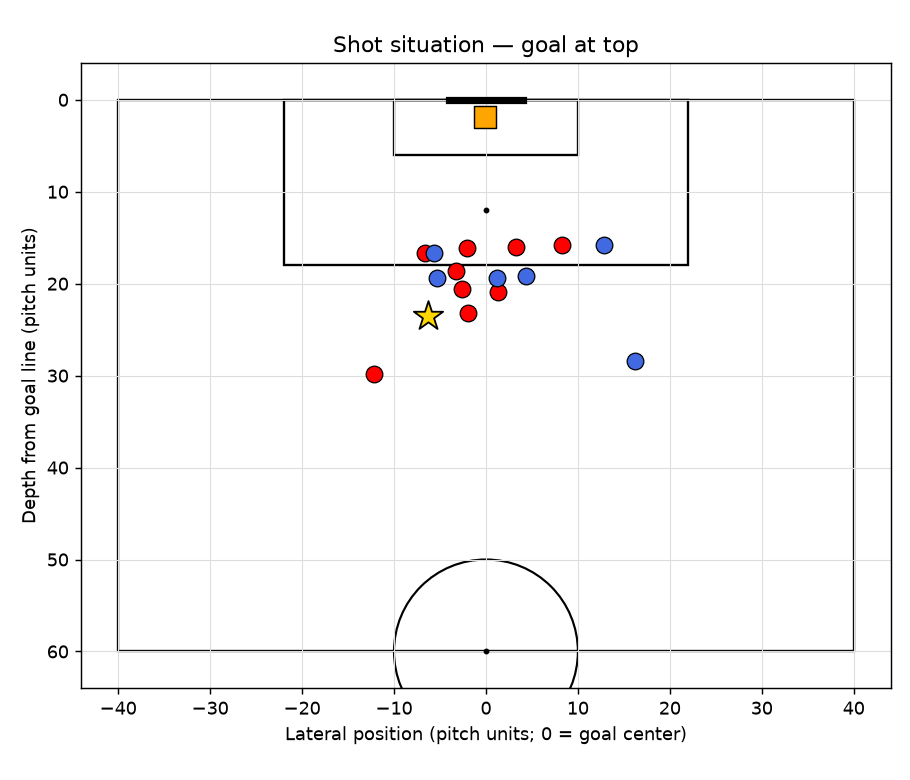 Shot situation — goal at top
0
10
20
30
40
50
60
Depth from goal line (pitch units)
−40 −30 −20 −10 0 10 20 30 40
Lateral position (pitch units; 0 = goal center)